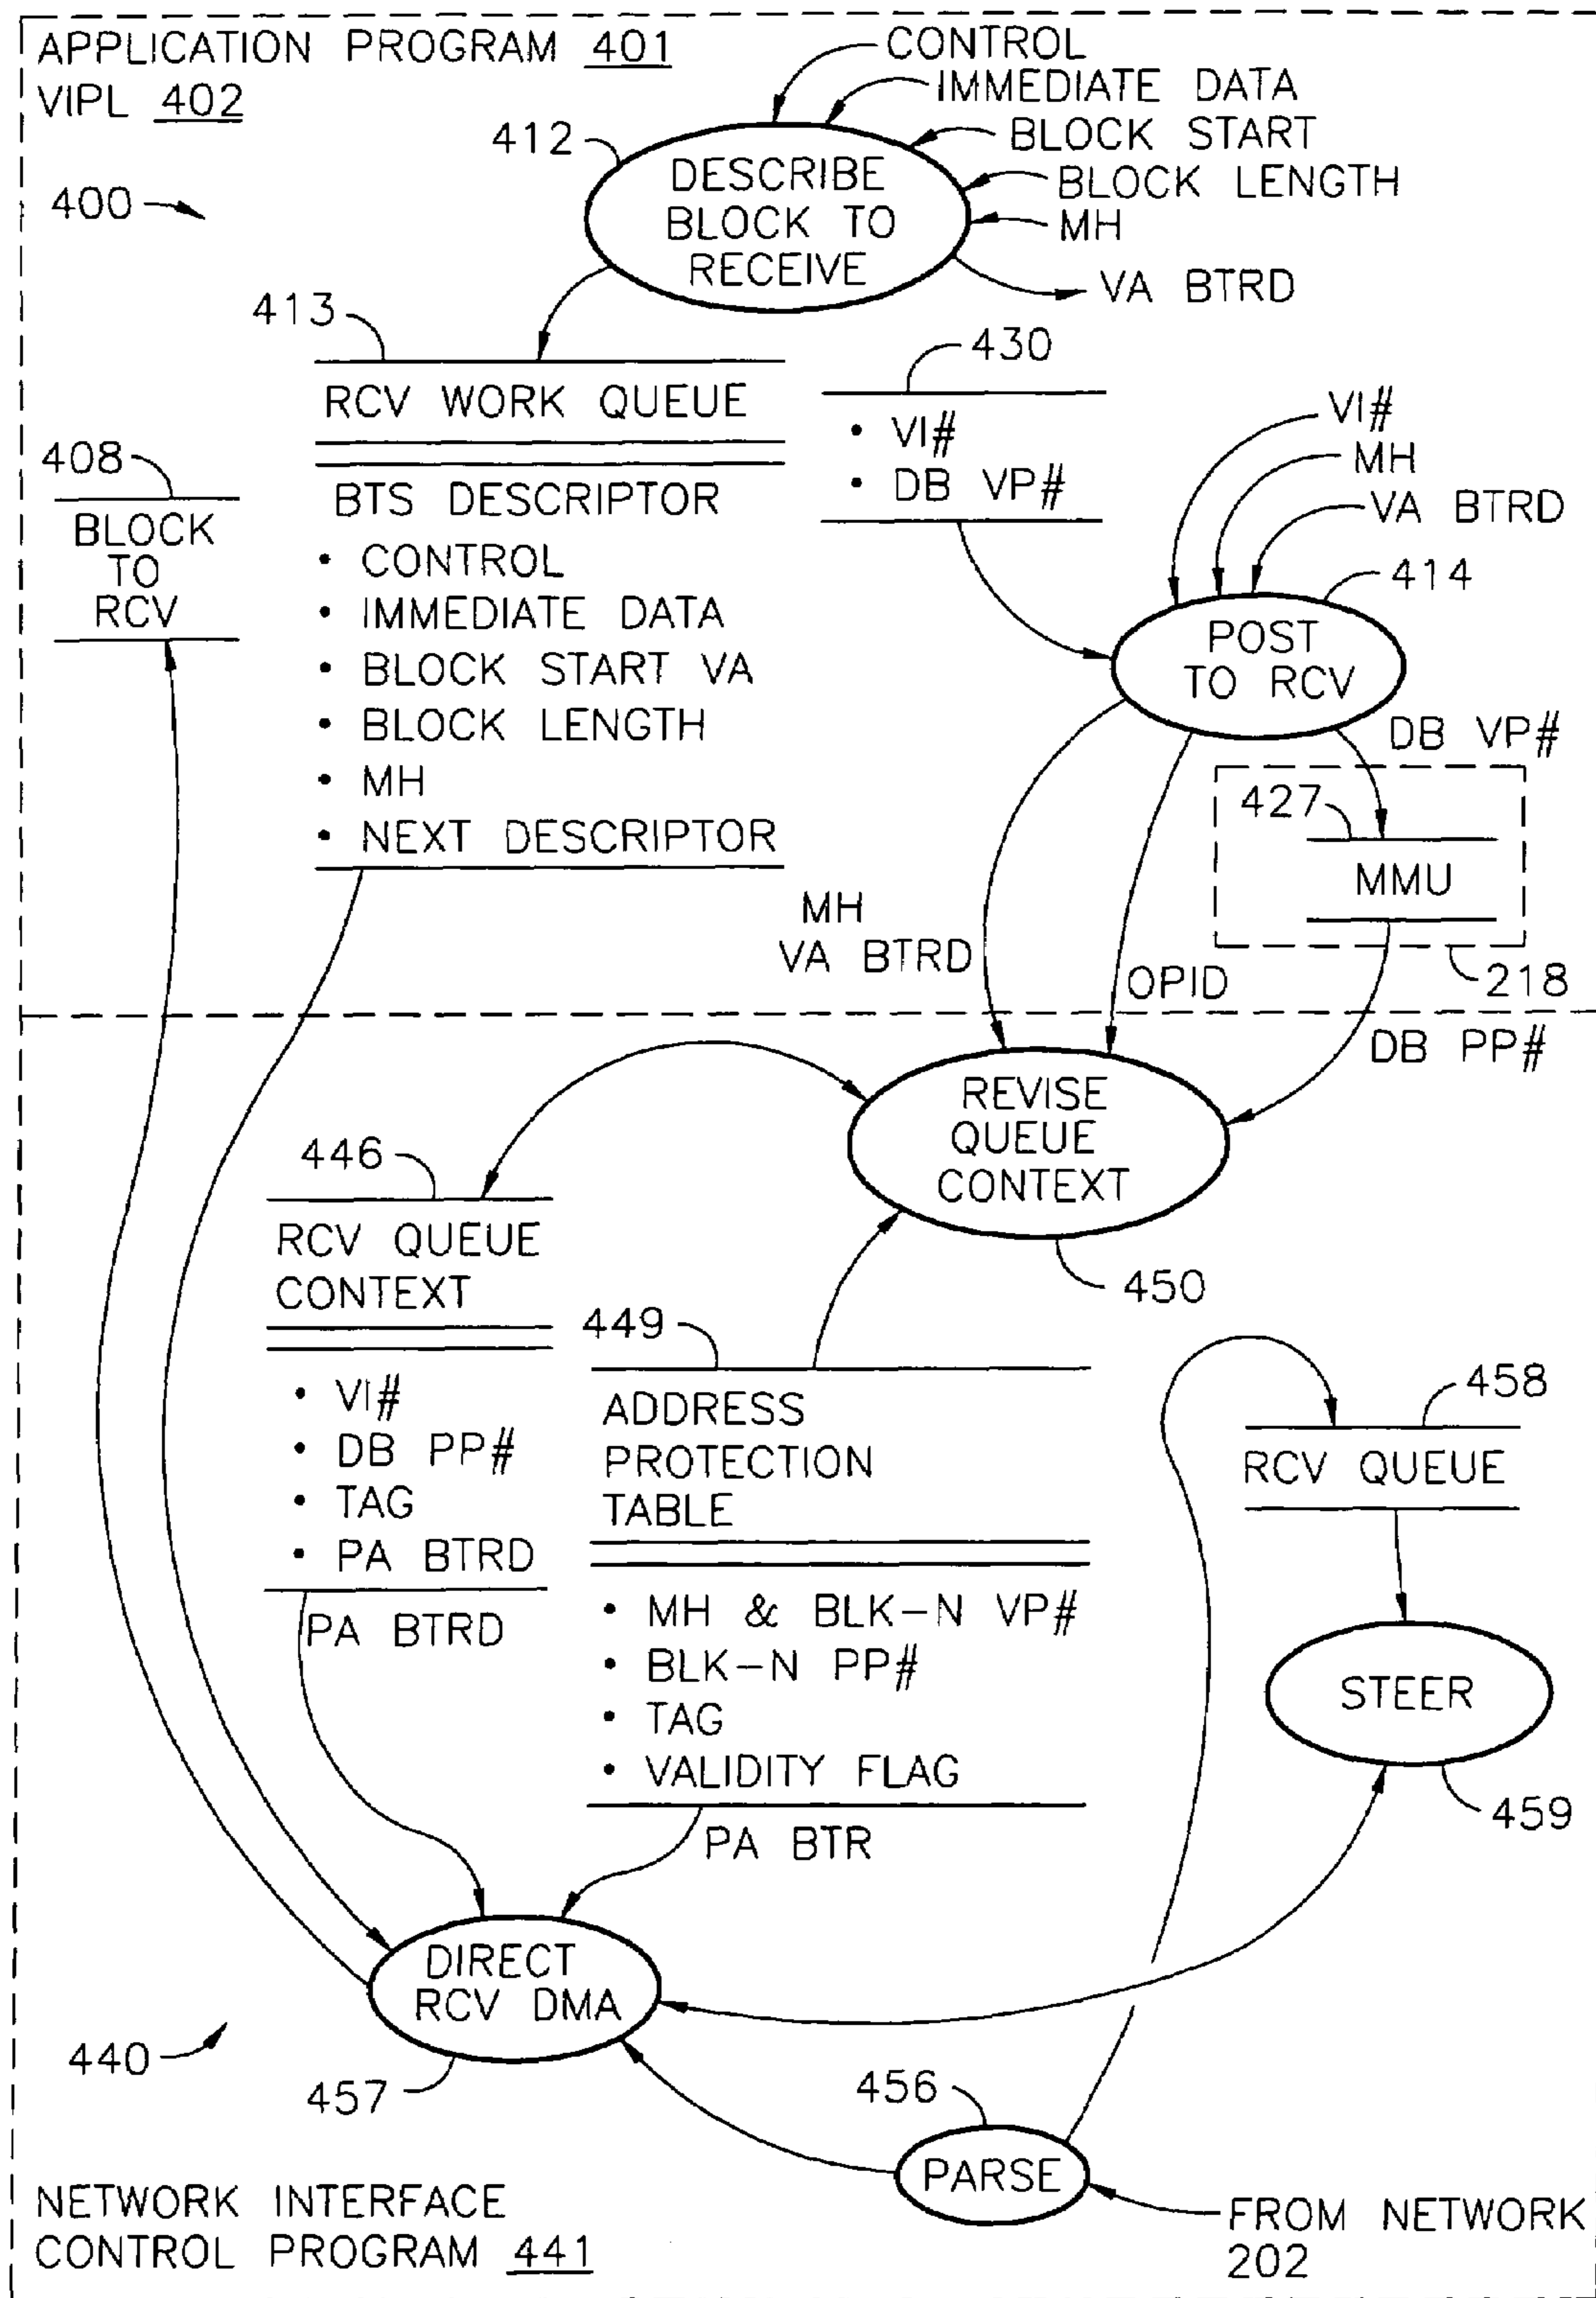 APPLICATION PROGRAM 401
VIPL 402
CONTROL
IMMEDIATE DATA
BLOCK START
BLOCK LENGTH
MH
VA BTRD
412
DESCRIBE
BLOCK TO
RECEIVE
400
413
RCV WORK QUEUE
BTS DESCRIPTOR
• CONTROL
• IMMEDIATE DATA
• BLOCK START VA
• BLOCK LENGTH
• MH
• NEXT DESCRIPTOR
408
BLOCK
TO
RCV
430
• VI#
• DB VP#
VI#
MH
VA BTRD
414
POST
TO RCV
DB VP#
427
MMU
218
MH
VA BTRD
OPID
DB PP#
REVISE
QUEUE
CONTEXT
450
446
RCV QUEUE
CONTEXT
• VI#
• DB PP#
• TAG
• PA BTRD
PA BTRD
449
ADDRESS
PROTECTION
TABLE
• MH & BLK-N VP#
• BLK-N PP#
• TAG
• VALIDITY FLAG
PA BTR
458
RCV QUEUE
STEER
459
DIRECT
RCV DMA
457
440
456
PARSE
FROM NETWORK
202
NETWORK INTERFACE
CONTROL PROGRAM 441